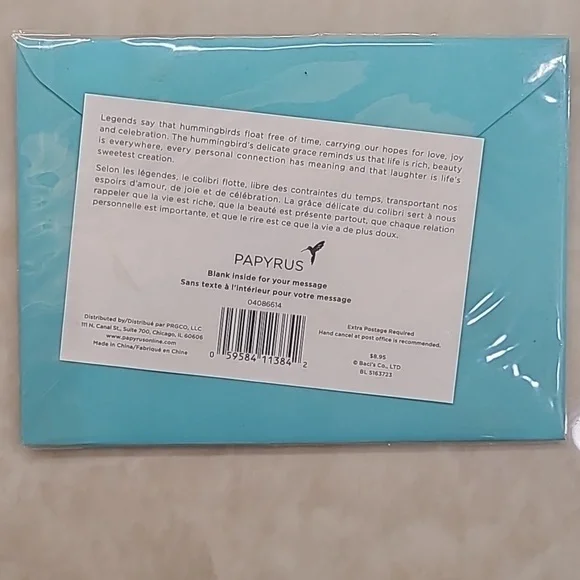 Legends say that hummingbirds float free of time, carrying our hopes for love, joy
and celebration. The hummingbird's delicate grace reminds us that life is rich, beauty
is everywhere, every personal connection has meaning and that laughter is life's
sweetest creation.
Selon les légendes, le colibri flotte, libre des contraintes du temps, transportant nos
espoirs d'amour, de joie et de célébration. La grâce délicate du colibri sert à nous
rappeler que la vie est riche, que la beauté est présente partout, que chaque relation
personnelle est importante, et que le rire est ce que la vie a de plus doux.
PAPYRUS
Blank inside for your message
Sans texte à l'intérieur pour votre message
04086614
Distributed by/Distribué par PRGCO, LLC
111 N. Canal St., Suite 700, Chicago, IL 60606
www.papyrusonline.com
Made in China/Fabriqué en Chine
0 59584 11384 2
Extra Postage Required
Hand cancel at post office is recommended.
$8.95
© Baci's Co., LTD
BL 5163723